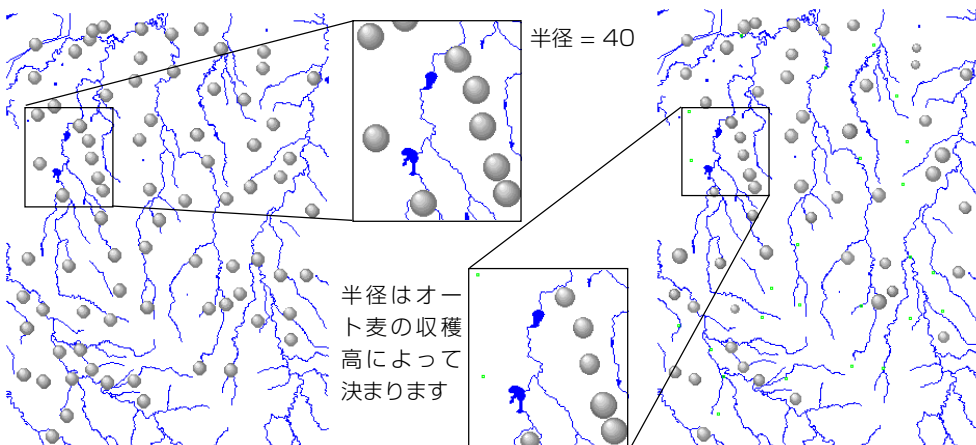 半径 = 40
半径はオー
ト麦の収穫
高によって
決まります